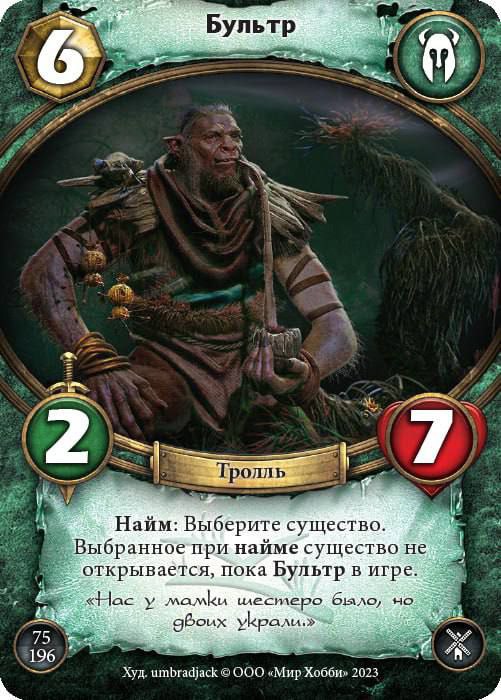 Бультр
6
2
7
Тролль
Найм: Выберите существо.
Выбранное при найме существо не
открывается, пока Бультр в игре.
«Нас у мамки шестеро было, но
двоих украли.»
75
196
Худ. umbradjack © ООО «Мир Хобби» 2023